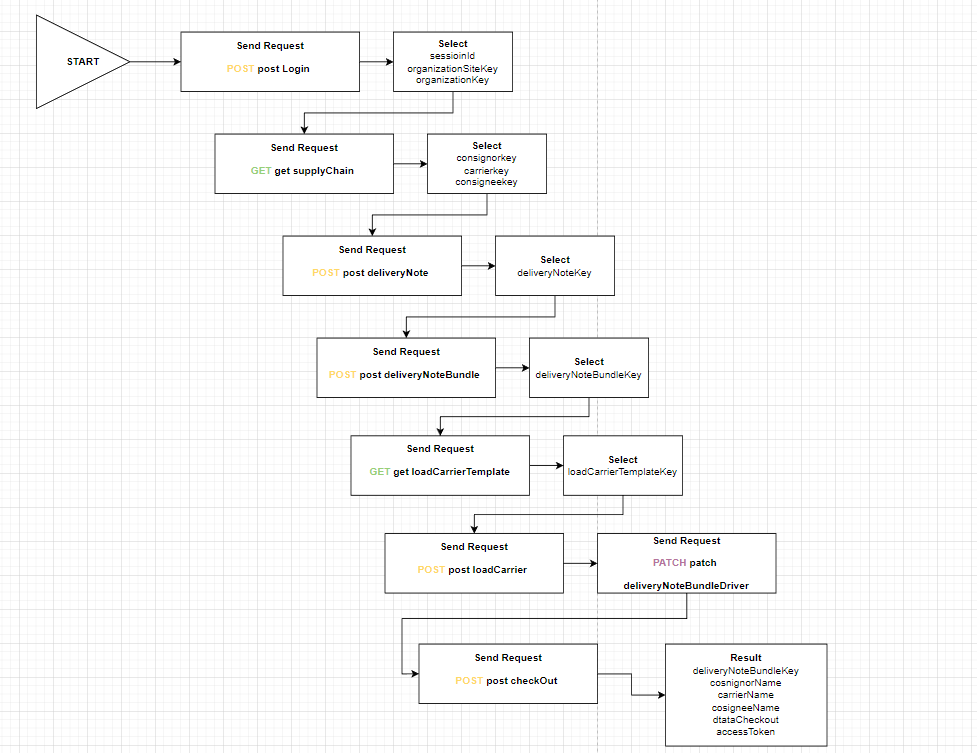 START
Send Request
POST post Login
Select
sessioinId
organizationSiteKey
organizationKey
Send Request
GET get supplyChain
Select
consignorkey
carrierkey
consigneekey
Send Request
POST post deliveryNote
Select
deliveryNoteKey
Send Request
POST post deliveryNoteBundle
Select
deliveryNoteBundleKey
Send Request
GET get loadCarrierTemplate
Select
loadCarrierTemplateKey
Send Request
POST post loadCarrier
Send Request
PATCH patch
deliveryNoteBundleDriver
Send Request
POST post checkOut
Result
deliveryNoteBundleKey
cosnignorName
carrierName
cosigneeName
dtataCheckout
accessToken